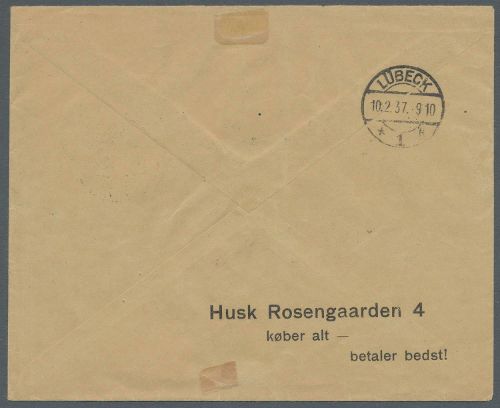 LÜBECK
10.2.37.-9 10
* 1 *
Husk Rosengaarden 4
køber alt —
betaler bedst!